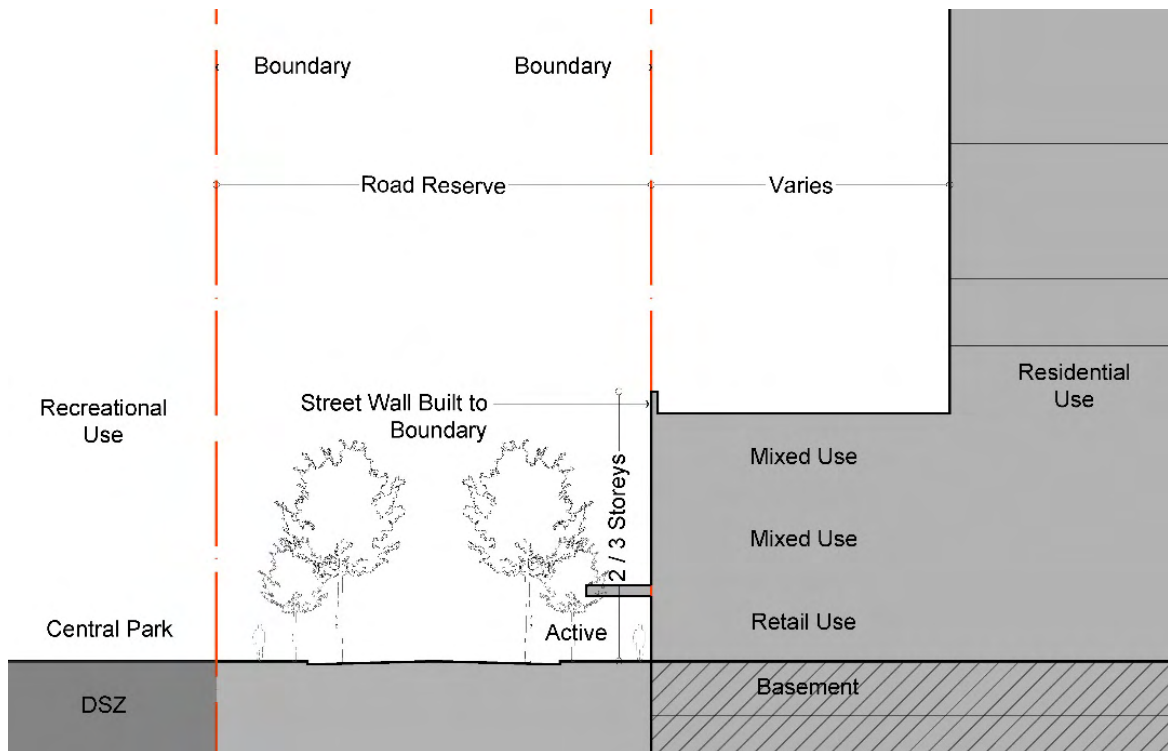 Boundary
Boundary
Road Reserve
Varies
Residential
Use
Recreational
Use
Street Wall Built to
Boundary
2 / 3 Storeys
Mixed Use
Mixed Use
Central Park
Active
Retail Use
DSZ
Basement